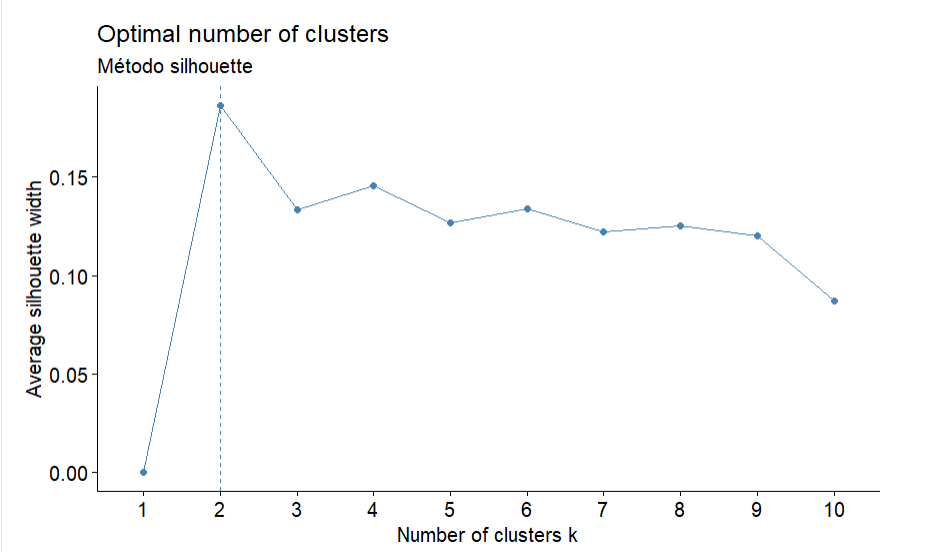 Optimal number of clusters
Método silhouette
Average silhouette width
0.15
0.10
0.05
0.00
1 2 3 4 5 6 7 8 9 10
Number of clusters k